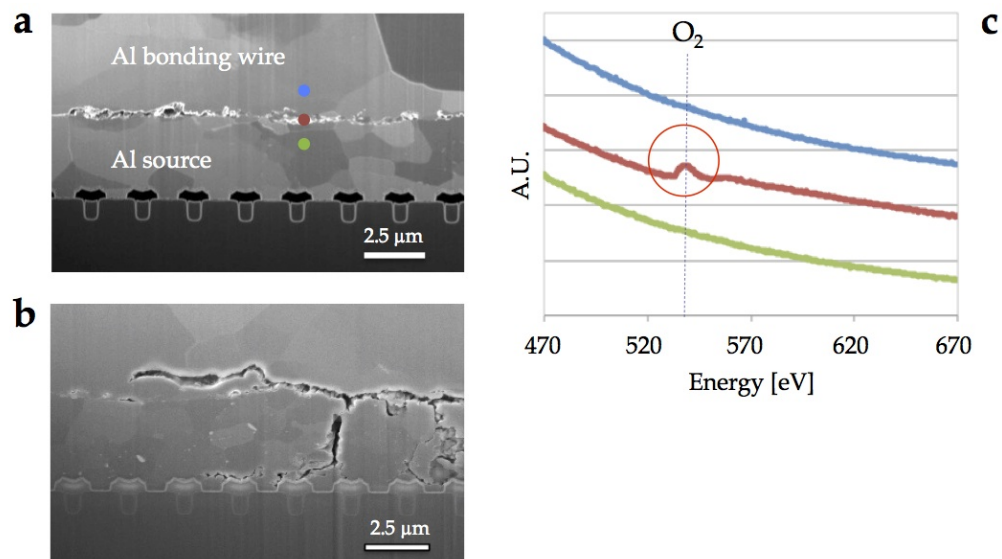 a
Al bonding wire
Al source
2.5 µm
b
2.5 µm
c
O₂
A.U.
470 520 570 620 670
Energy [eV]